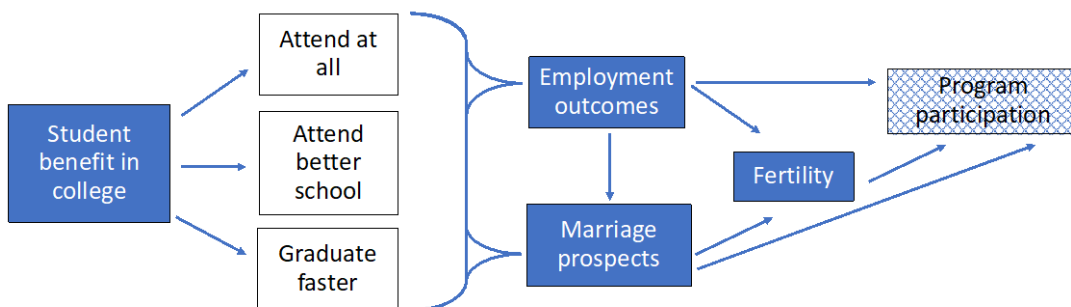 Student
benefit in
college
Attend at
all
Attend
better
school
Graduate
faster
Employment
outcomes
Marriage
prospects
Fertility
Program
participation